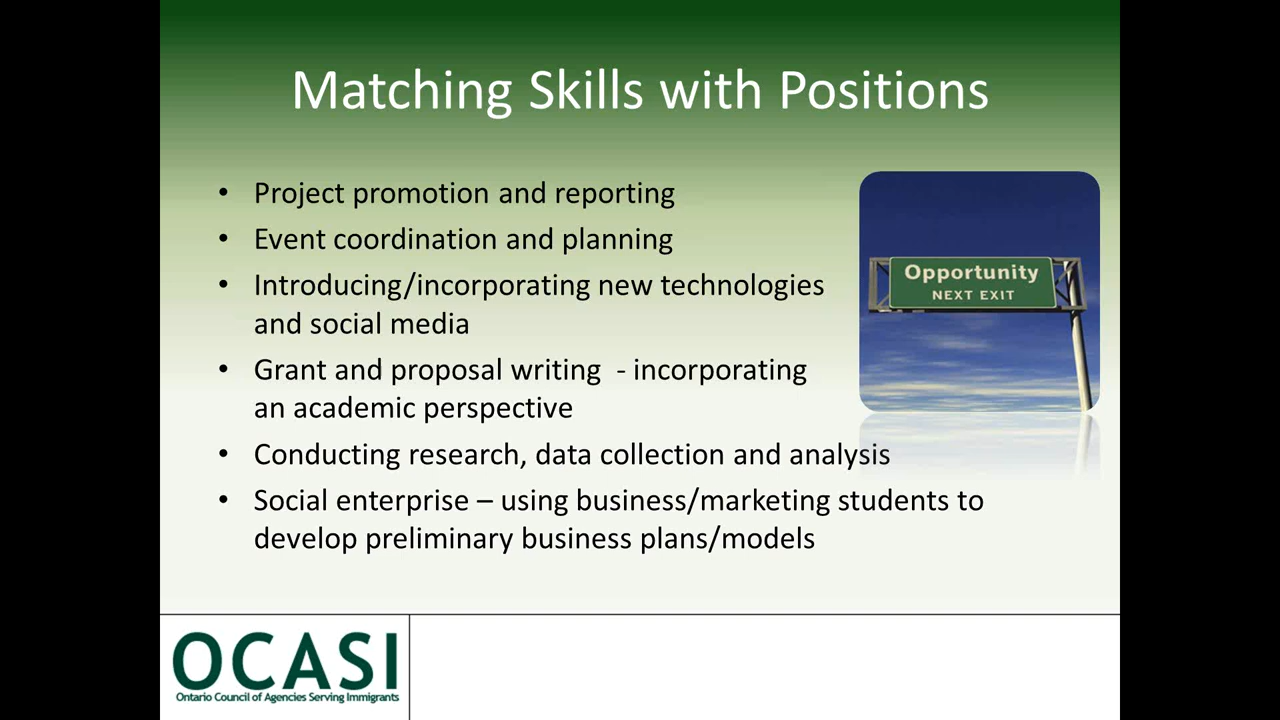 Matching Skills with Positions
• Project promotion and reporting
• Event coordination and planning
• Introducing/incorporating new technologies
and social media
• Grant and proposal writing  - incorporating
an academic perspective
• Conducting research, data collection and analysis
• Social enterprise – using business/marketing students to
develop preliminary business plans/models
Opportunity
NEXT EXIT
OCASI
Ontario Council of Agencies Serving Immigrants